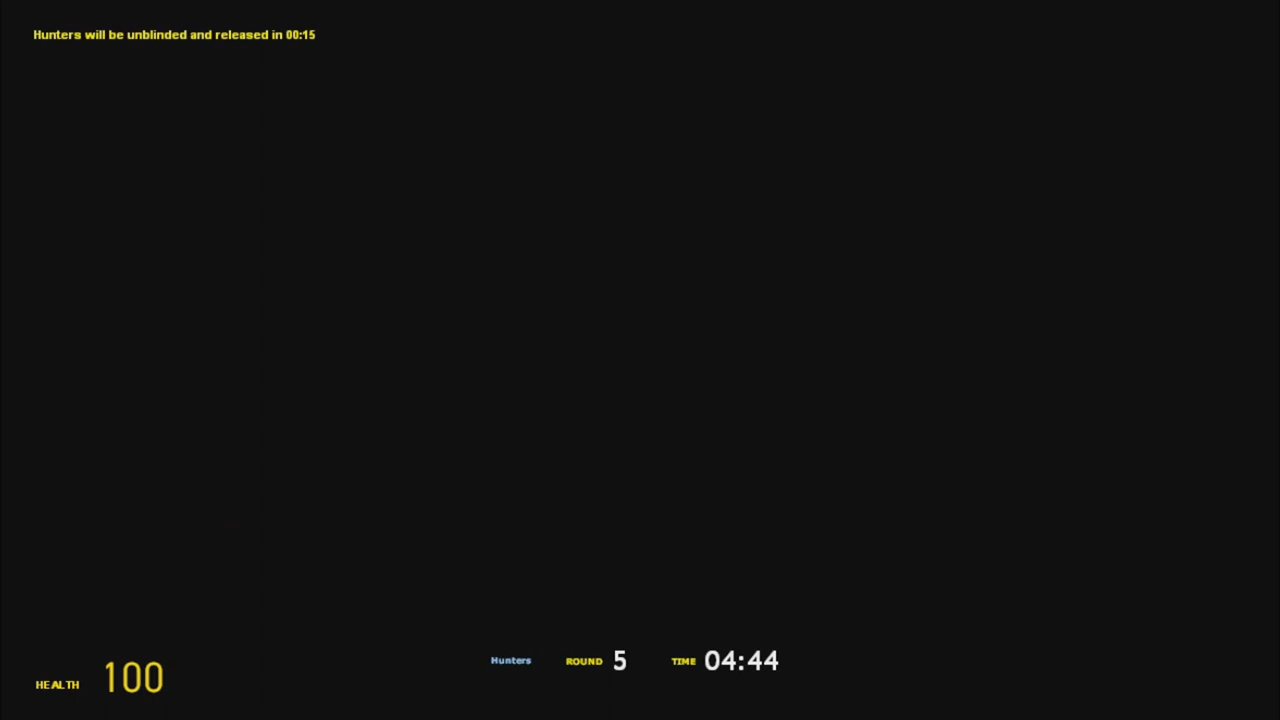 Hunters will be unblinded and released in 00:15
Hunters ROUND 5 TIME 04:44
HEALTH 100